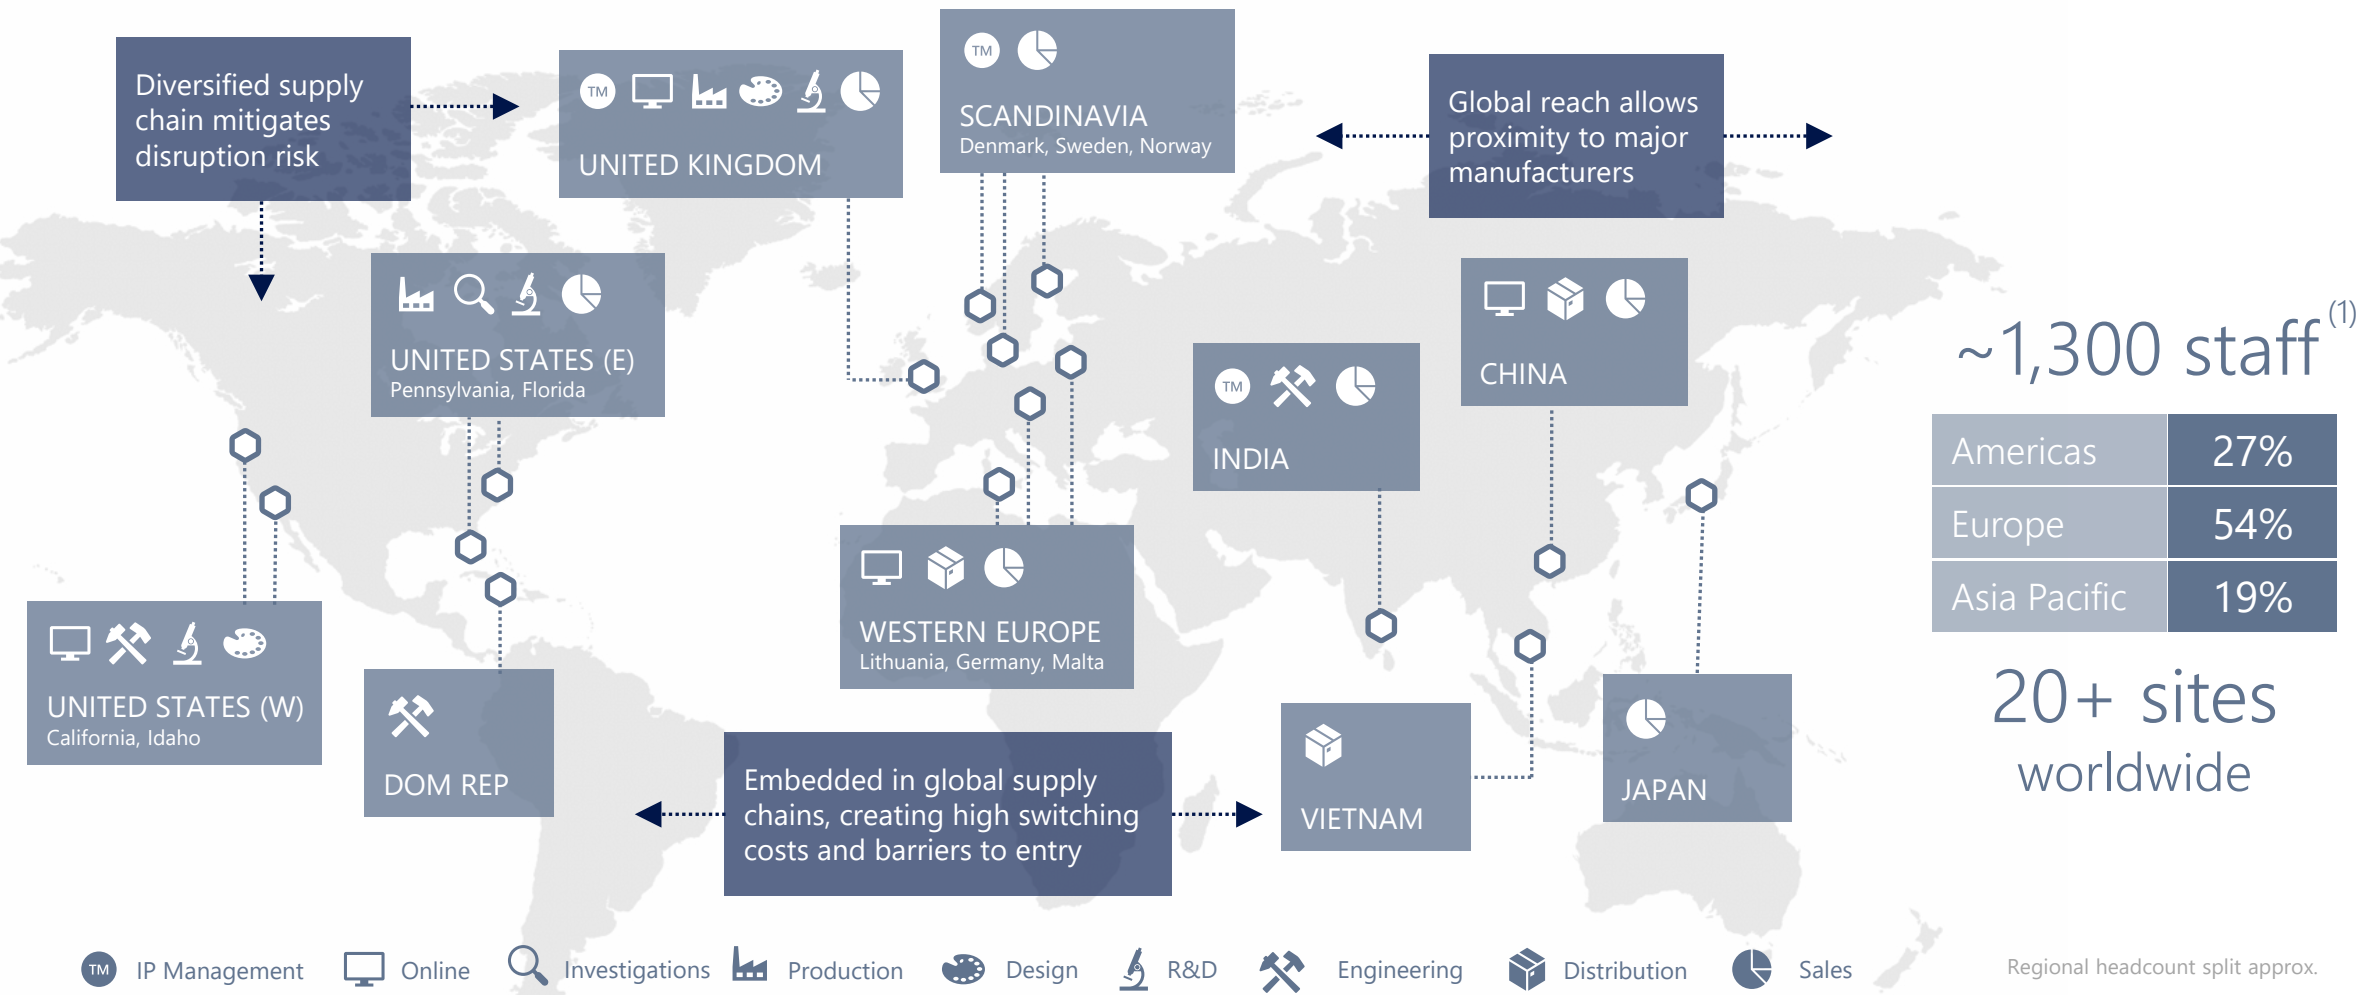 Diversified supply
chain mitigates
disruption risk
TM
UNITED KINGDOM
TM
SCANDINAVIA
Denmark, Sweden, Norway
Global reach allows
proximity to major
manufacturers
UNITED STATES (E)
Pennsylvania, Florida
CHINA
TM
INDIA
~1,300 staff (1)
Americas 27%
Europe 54%
Asia Pacific 19%
20+ sites
worldwide
UNITED STATES (W)
California, Idaho
DOM REP
WESTERN EUROPE
Lithuania, Germany, Malta
Embedded in global supply
chains, creating high switching
costs and barriers to entry
VIETNAM
JAPAN
TM IP Management Online Investigations Production Design R&D Engineering Distribution Sales
Regional headcount split approx.